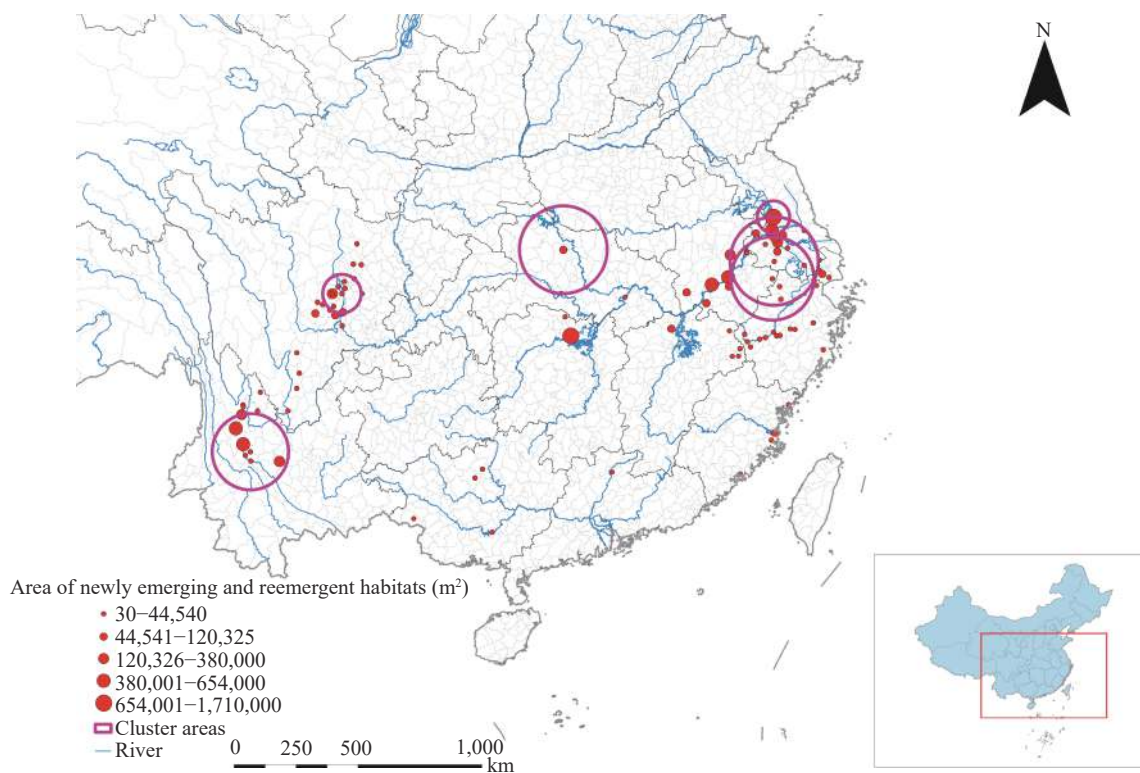 N
Area of newly emerging and reemergent habitats (m²)
30−44,540
44,541−120,325
120,326−380,000
380,001−654,000
654,001−1,710,000
Cluster areas
River
0 250 500 1,000
km